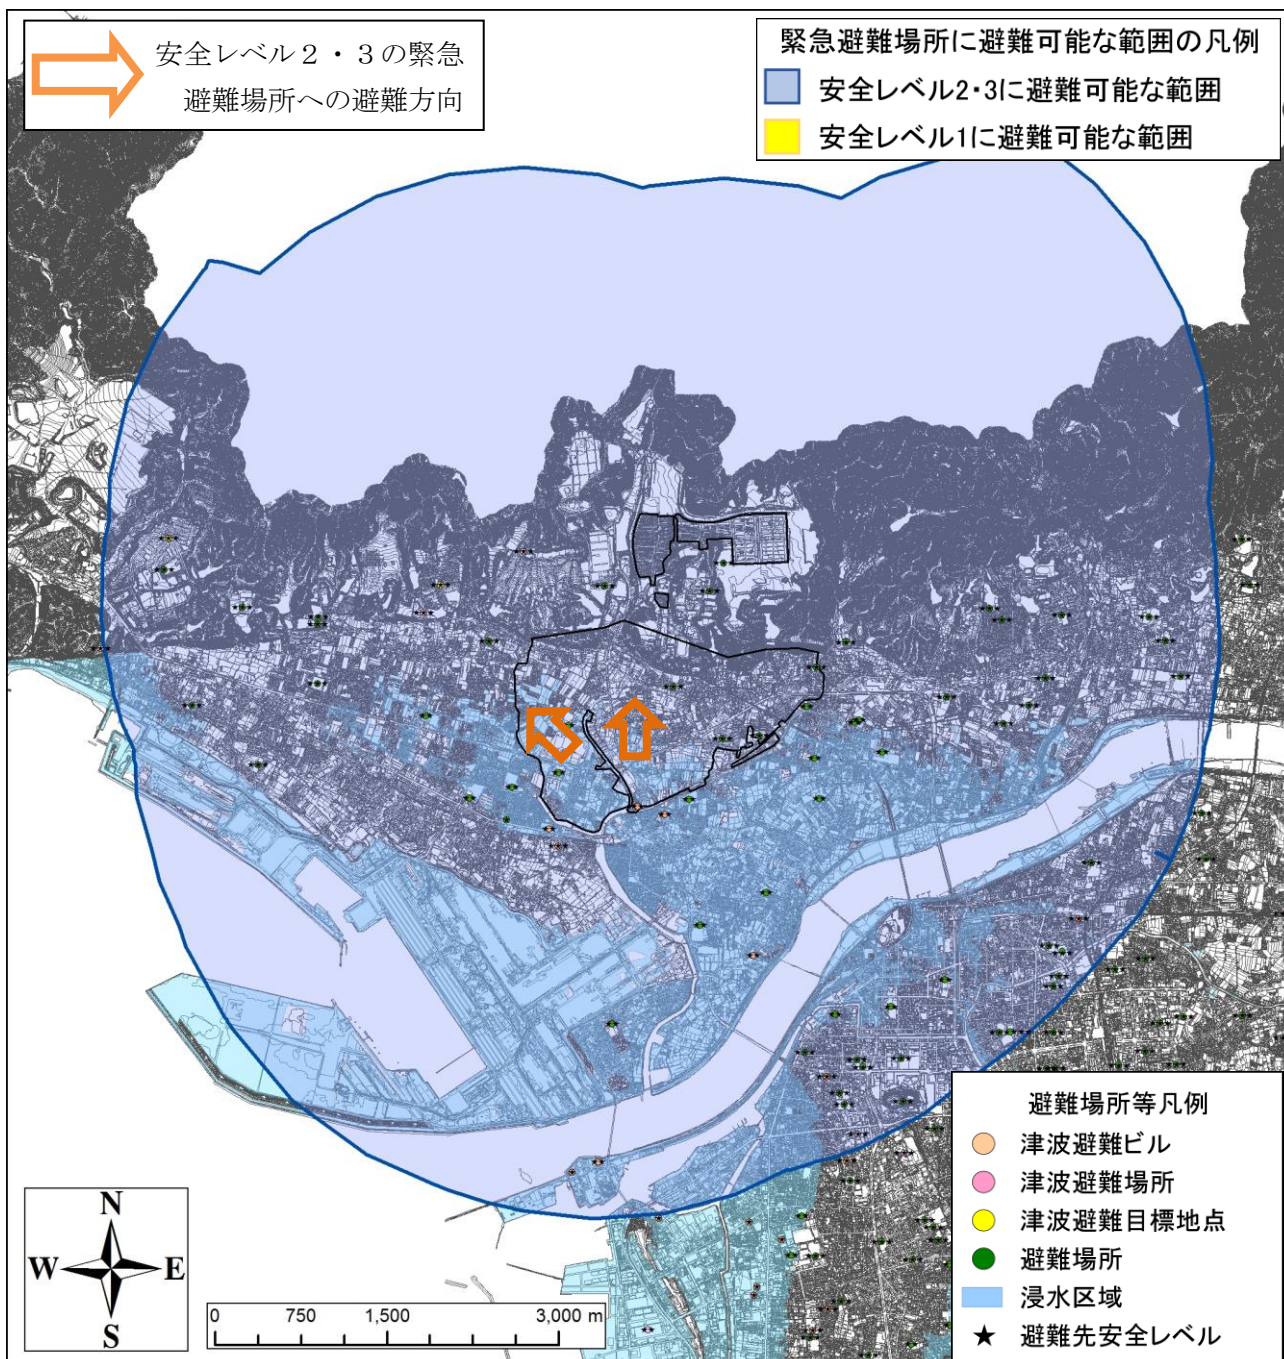 安全レベル２・３の緊急
避難場所への避難方向
緊急避難場所に避難可能な範囲の凡例
安全レベル2・3に避難可能な範囲
安全レベル1に避難可能な範囲
避難場所等凡例
津波避難ビル
津波避難場所
津波避難目標地点
避難場所
浸水区域
★ 避難先安全レベル
N
W E
S
0 750 1,500 3,000 m